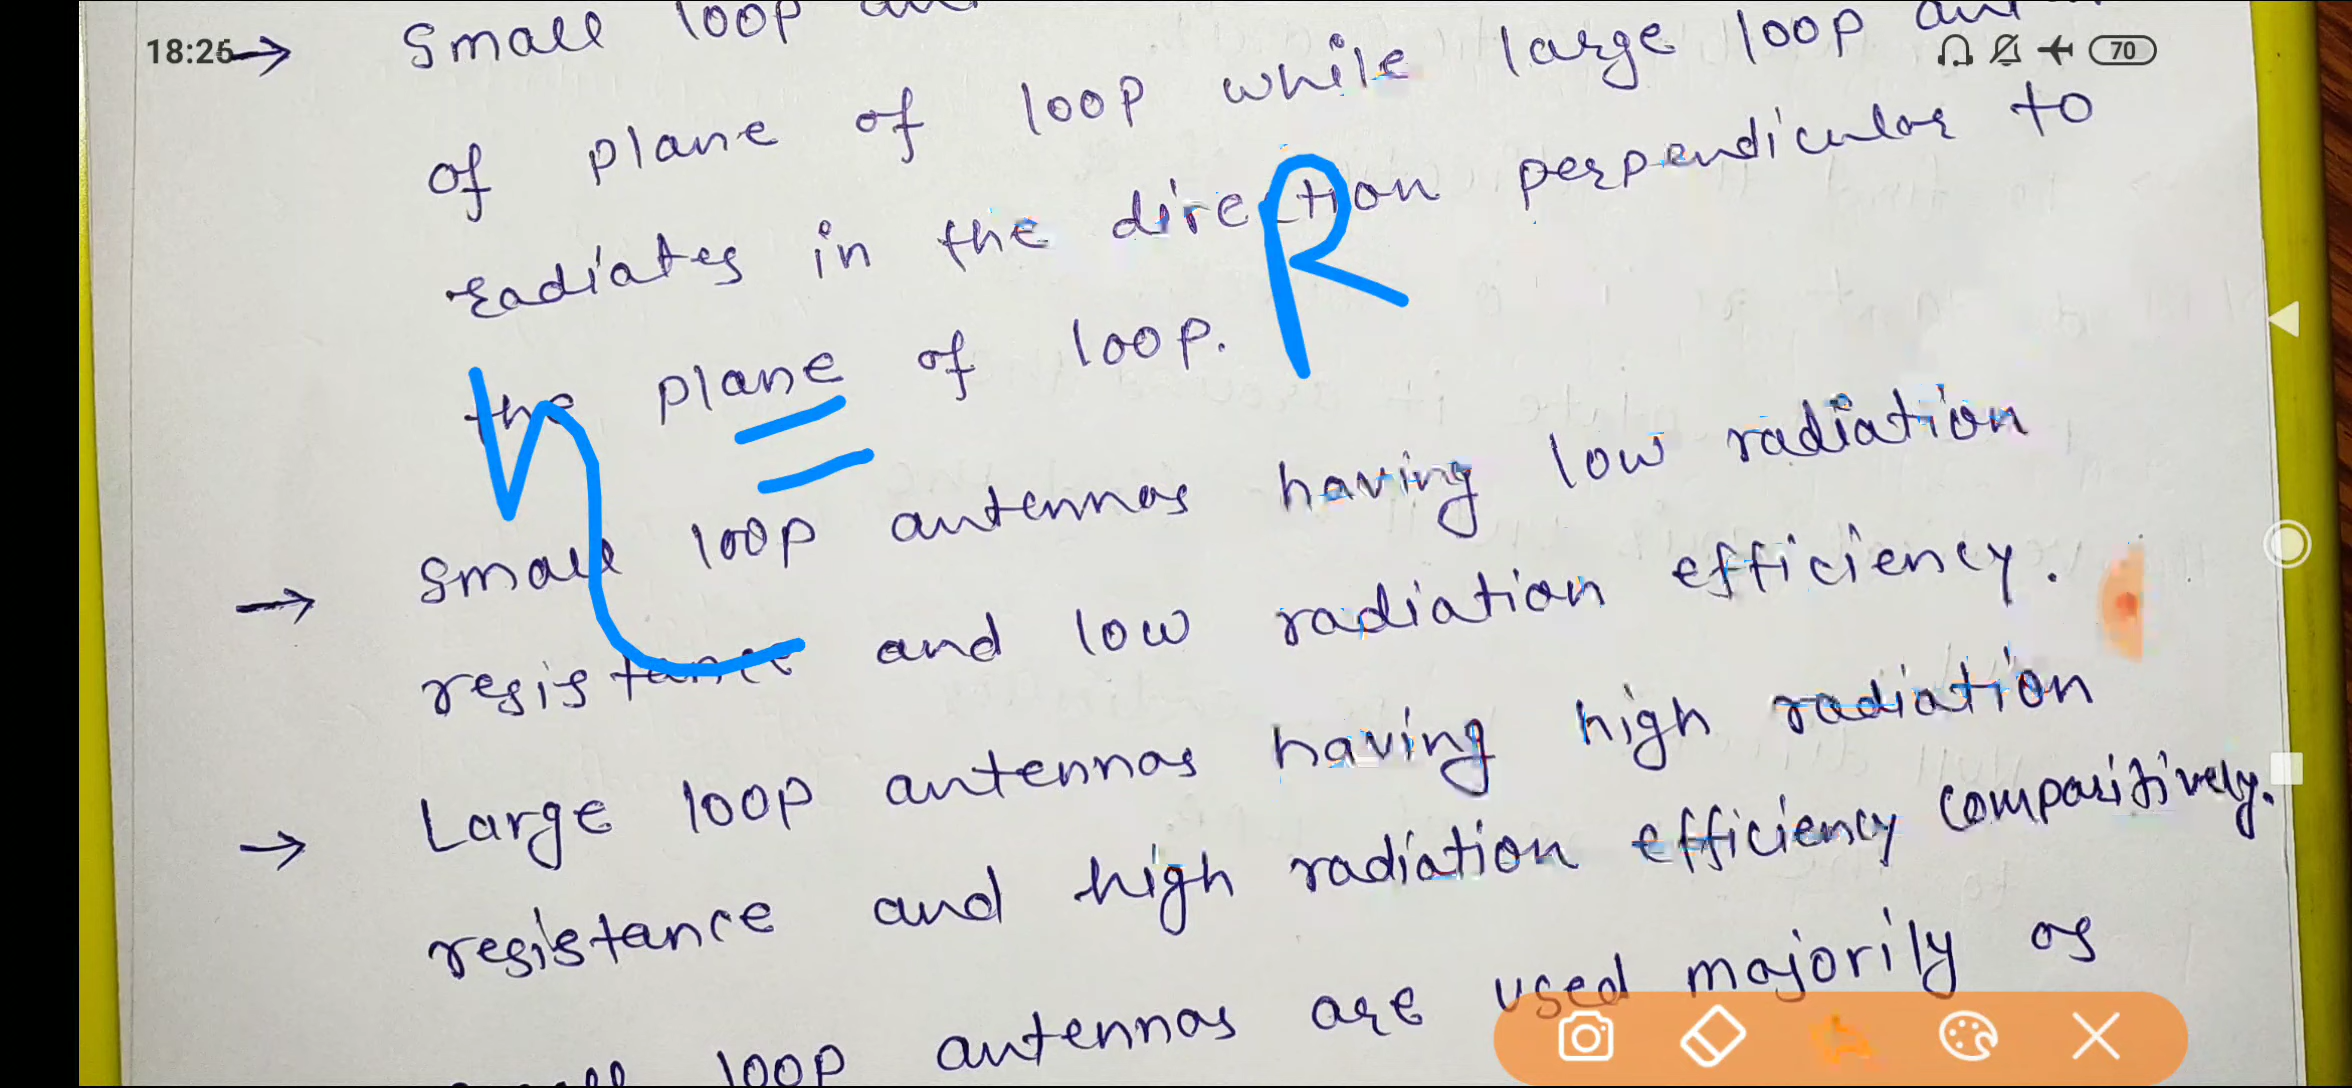 18:26
→ Small loop
of plane of loop while large loop
radiates in the direction perpendicular to
the plane of loop.
η = R
→ Small loop antennas having low radiation
resistance and low radiation efficiency.
→ Large loop antennas having high radiation
resistance and high radiation efficiency comparitively.
loop antennas are used majorily as
70